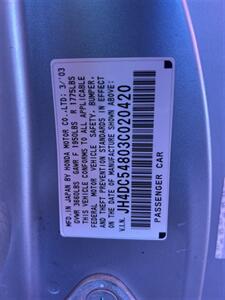 MFD. IN JAPAN BY HONDA MOTOR CO.,LTD; 3/'03
GVWR 3660LBS GAWR F 1950LBS R 1775LBS
THIS VEHICLE CONFORMS TO ALL APPLICABLE
FEDERAL MOTOR VEHICLE SAFETY, BUMPER,
AND THEFT PREVENTION STANDARDS IN EFFECT
ON THE DATE OF MANUFACTURE SHOWN ABOVE.
V.I.N. JH4DC54803C020420
PASSENGER CAR